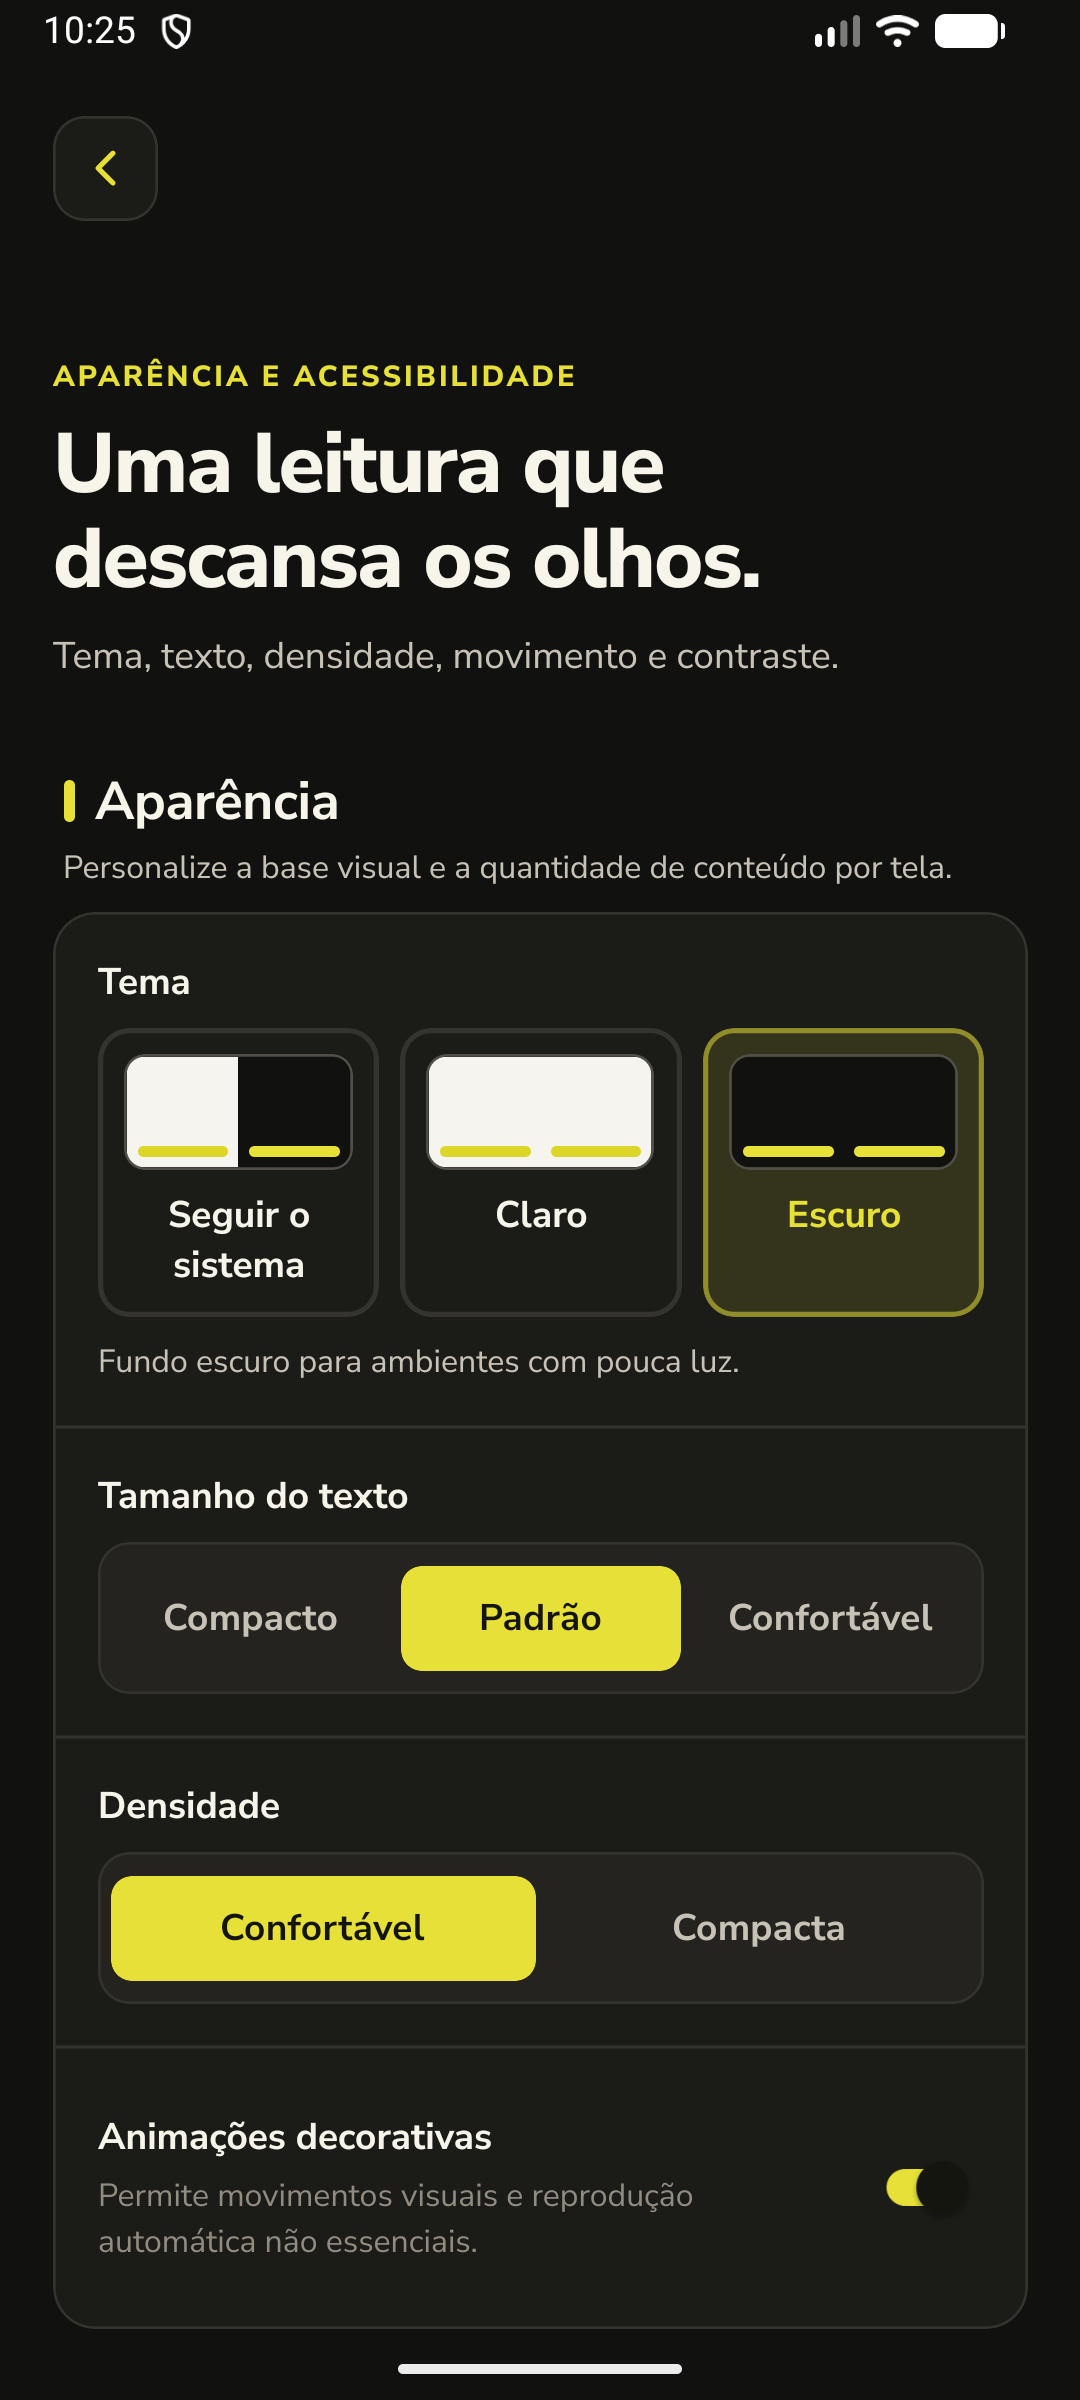 10:25
APARÊNCIA E ACESSIBILIDADE
Uma leitura que
descansa os olhos.
Tema, texto, densidade, movimento e contraste.
Aparência
Personalize a base visual e a quantidade de conteúdo por tela.
Tema
Seguir o
sistema
Claro
Escuro
Fundo escuro para ambientes com pouca luz.
Tamanho do texto
Compacto
Padrão
Confortável
Densidade
Confortável
Compacta
Animações decorativas
Permite movimentos visuais e reprodução
automática não essenciais.